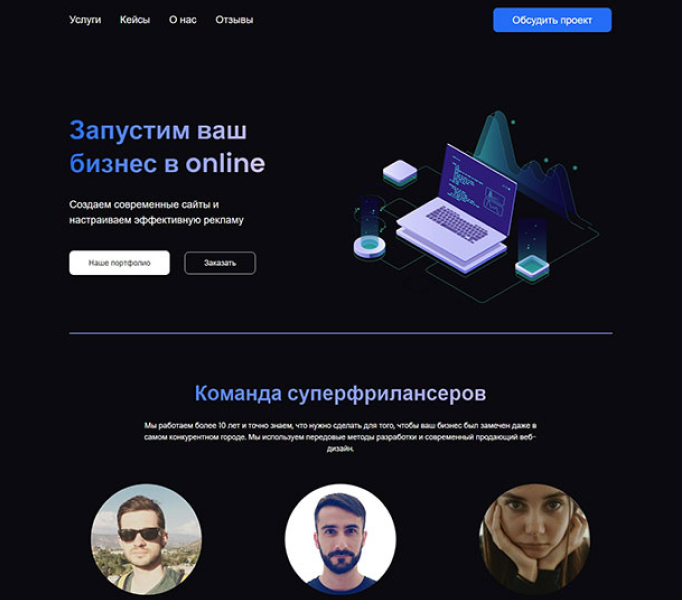 Услуги Кейсы О нас Отзывы Обсудить проект
Запустим ваш
бизнес в online
Создаем современные сайты и
настраиваем эффективную рекламу
Наше портфолио Заказать
Команда суперфрилансеров
Мы работаем более 10 лет и точно знаем, что нужно сделать для того, чтобы ваш бизнес был замечен даже в
самом конкурентном городе. Мы используем передовые методы разработки и современный продающий веб-
дизайн.